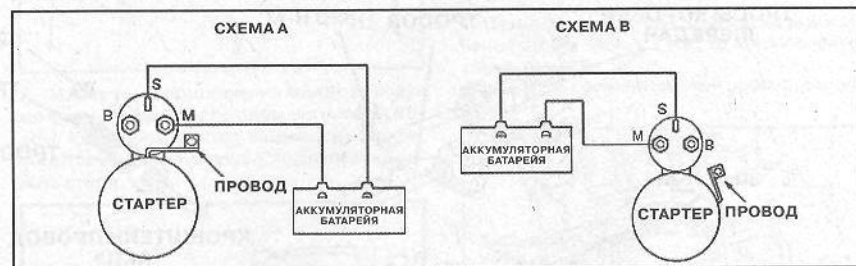 СХЕМА А
S
В
М
СТАРТЕР
ПРОВОД
АККУМУЛЯТОРНАЯ
БАТАРЕЙЯ
СХЕМА В
S
М
В
АККУМУЛЯТОРНАЯ
БАТАРЕЙЯ
СТАРТЕР
ПРОВОД